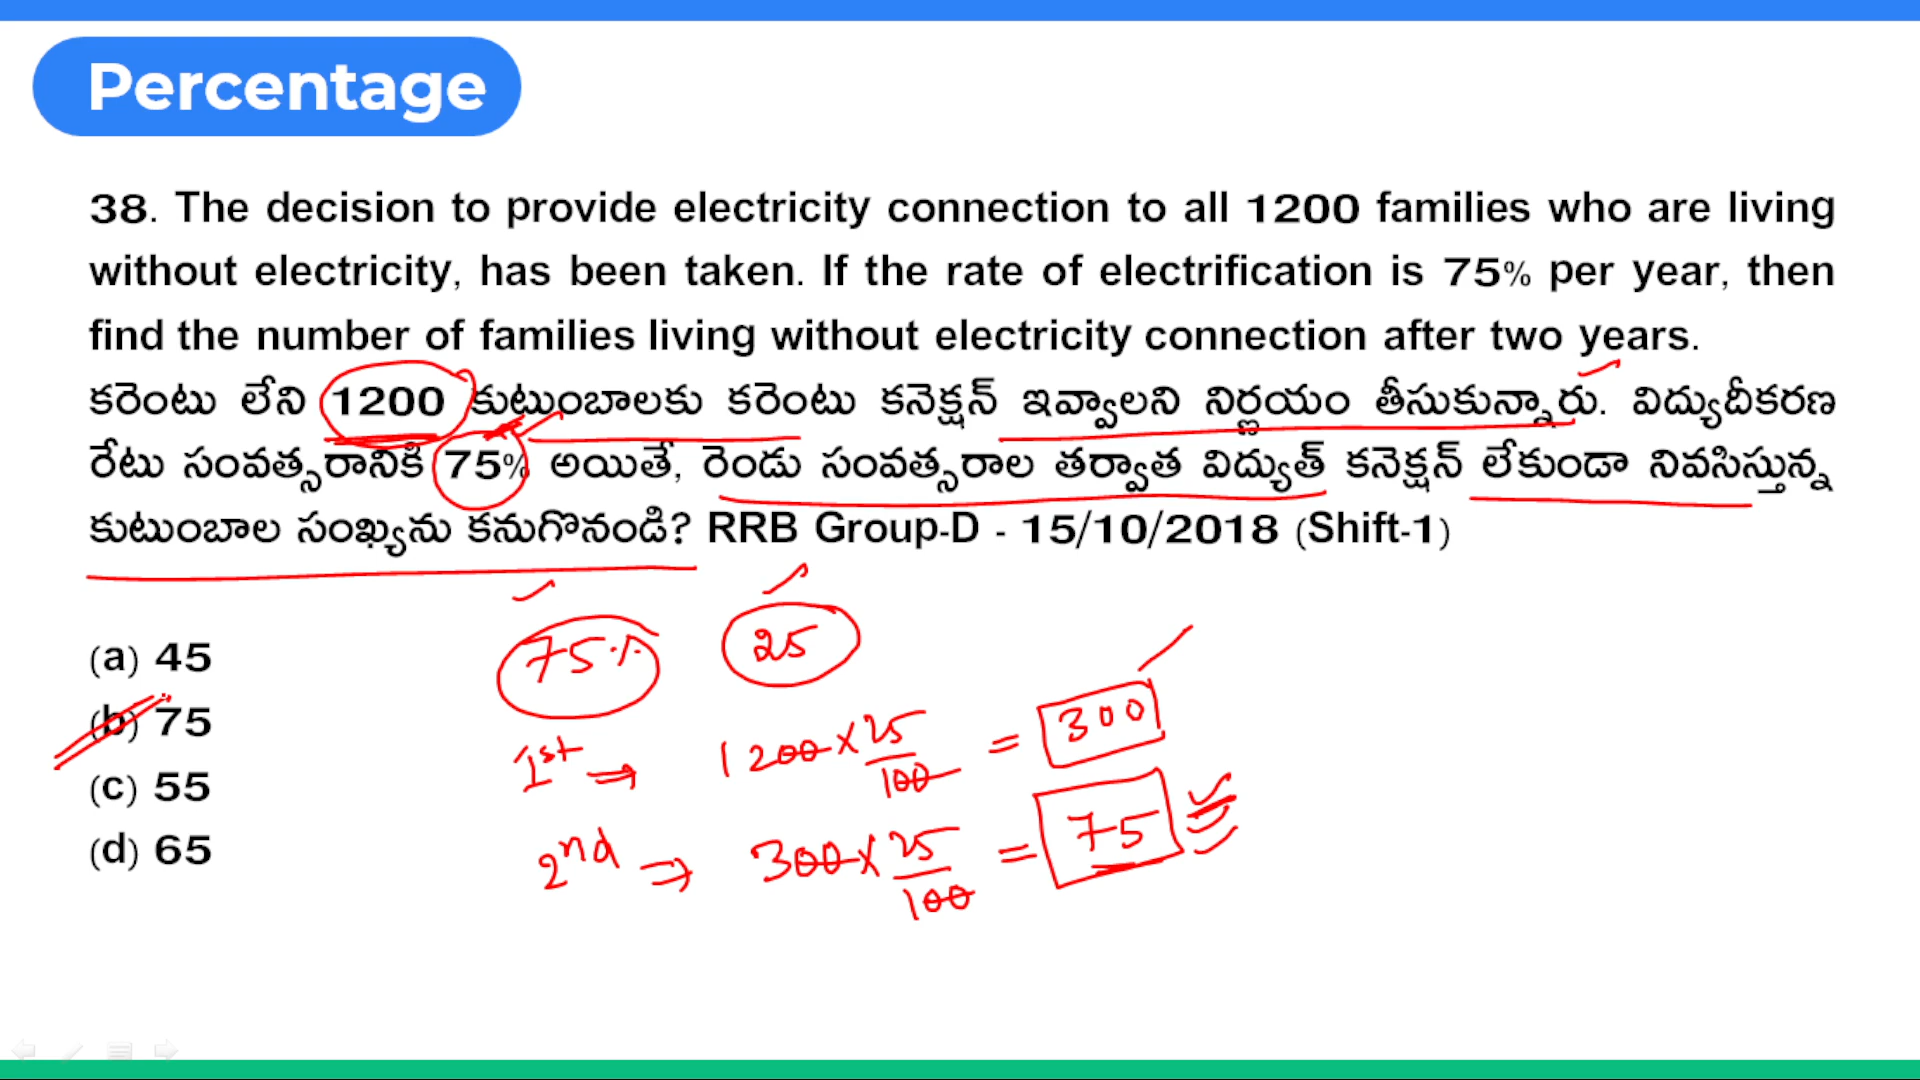 Percentage
38. The decision to provide electricity connection to all 1200 families who are living
without electricity, has been taken. If the rate of electrification is 75% per year, then
find the number of families living without electricity connection after two years.
కరెంటు లేని 1200 కుటుంబాలకు కరెంటు కనెక్షన్ ఇవ్వాలని నిర్ణయం తీసుకున్నారు. విద్యుదీకరణ
రేటు సంవత్సరానికి 75% అయితే, రెండు సంవత్సరాల తర్వాత విద్యుత్ కనెక్షన్ లేకుండా నివసిస్తున్న
కుటుంబాల సంఖ్యను కనుగొనండి? RRB Group-D - 15/10/2018 (Shift-1)
75% 25
(a) 45
(b) 75
(c) 55
(d) 65
1st ⇒ 1200 × 25/100 = 300
2nd ⇒ 300 × 25/100 = 75